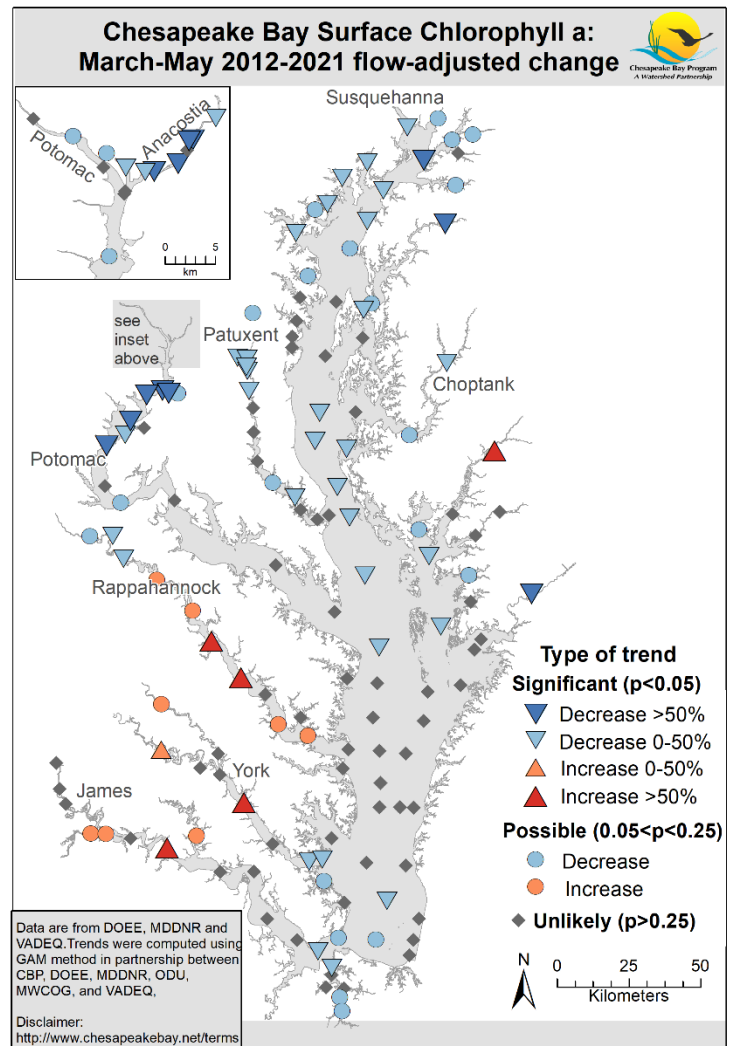 Chesapeake Bay Surface Chlorophyll a:
March-May 2012-2021 flow-adjusted change
Chesapeake Bay Program
A Watershed Partnership
Potomac
Anacostia
0 5
km
Susquehanna
see
inset
above
Patuxent
Choptank
Potomac
Rappahannock
York
James
Type of trend
Significant (p<0.05)
Decrease >50%
Decrease 0-50%
Increase 0-50%
Increase >50%
Possible (0.05<p<0.25)
Decrease
Increase
Unlikely (p>0.25)
N
0 25 50
Kilometers
Data are from DOEE, MDDNR and
VADEQ.Trends were computed using
GAM method in partnership between
CBP, DOEE, MDDNR, ODU,
MWCOG, and VADEQ,
Disclaimer:
http://www.chesapeakebay.net/terms